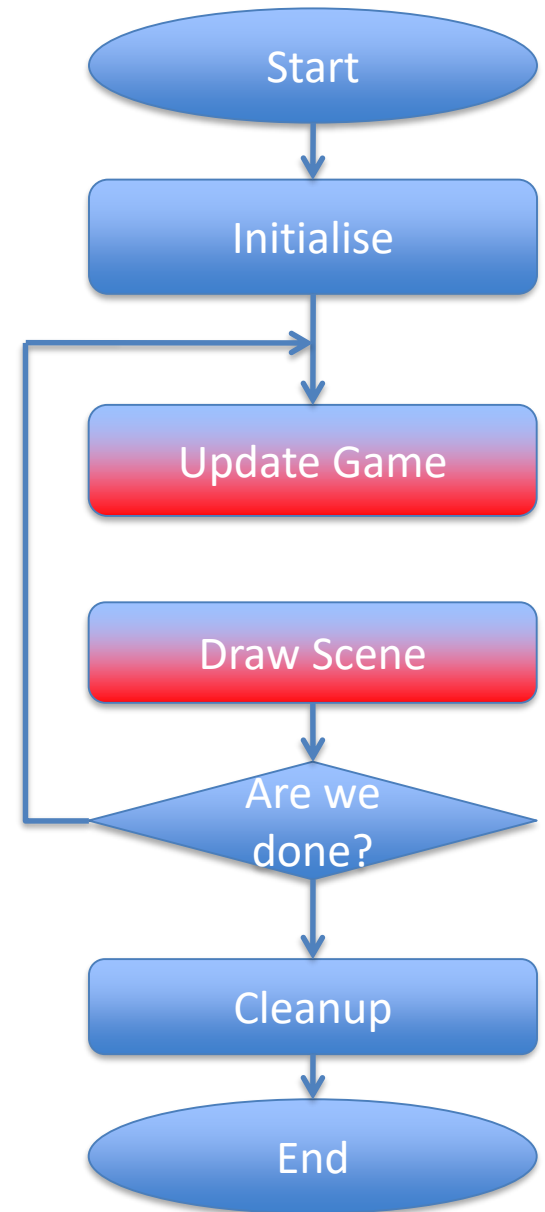 Start
Initialise
Update Game
Draw Scene
Are we
done?
Cleanup
End